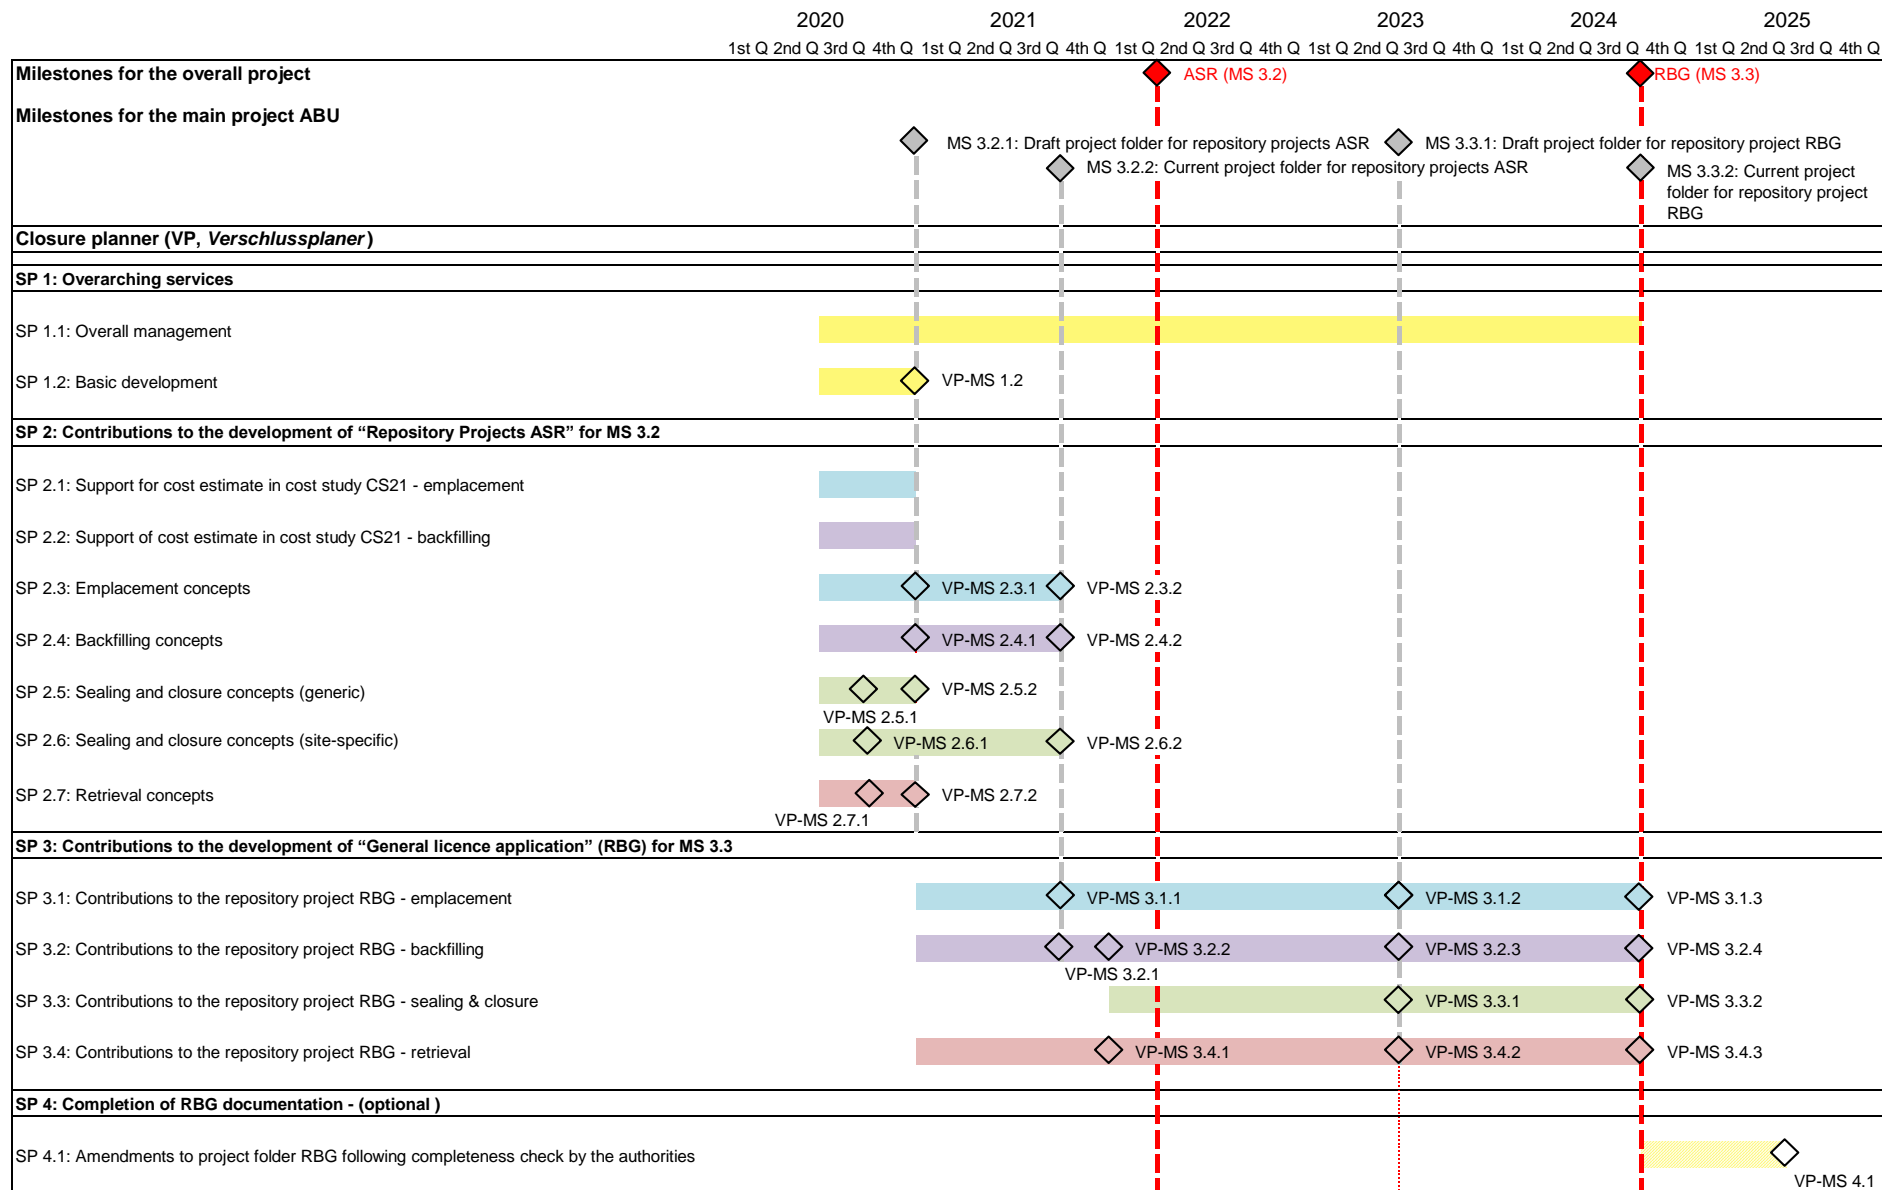 2020 2021 2022 2023 2024 2025
1st Q 2nd Q 3rd Q 4th Q 1st Q 2nd Q 3rd Q 4th Q 1st Q 2nd Q 3rd Q 4th Q 1st Q 2nd Q 3rd Q 4th Q 1st Q 2nd Q 3rd Q 4th Q 1st Q 2nd Q 3rd Q 4th Q
Milestones for the overall project
ASR (MS 3.2)
RBG (MS 3.3)
Milestones for the main project ABU
MS 3.2.1: Draft project folder for repository projects ASR
MS 3.3.1: Draft project folder for repository project RBG
MS 3.2.2: Current project folder for repository projects ASR
MS 3.3.2: Current project
folder for repository project
RBG
Closure planner (VP, Verschlussplaner)
SP 1: Overarching services
SP 1.1: Overall management
SP 1.2: Basic development
VP-MS 1.2
SP 2: Contributions to the development of “Repository Projects ASR” for MS 3.2
SP 2.1: Support for cost estimate in cost study CS21 - emplacement
SP 2.2: Support of cost estimate in cost study CS21 - backfilling
SP 2.3: Emplacement concepts
VP-MS 2.3.1
VP-MS 2.3.2
SP 2.4: Backfilling concepts
VP-MS 2.4.1
VP-MS 2.4.2
SP 2.5: Sealing and closure concepts (generic)
VP-MS 2.5.2
VP-MS 2.5.1
SP 2.6: Sealing and closure concepts (site-specific)
VP-MS 2.6.1
VP-MS 2.6.2
SP 2.7: Retrieval concepts
VP-MS 2.7.2
VP-MS 2.7.1
SP 3: Contributions to the development of “General licence application” (RBG) for MS 3.3
SP 3.1: Contributions to the repository project RBG - emplacement
VP-MS 3.1.1
VP-MS 3.1.2
VP-MS 3.1.3
SP 3.2: Contributions to the repository project RBG - backfilling
VP-MS 3.2.2
VP-MS 3.2.3
VP-MS 3.2.4
VP-MS 3.2.1
SP 3.3: Contributions to the repository project RBG - sealing & closure
VP-MS 3.3.1
VP-MS 3.3.2
SP 3.4: Contributions to the repository project RBG - retrieval
VP-MS 3.4.1
VP-MS 3.4.2
VP-MS 3.4.3
SP 4: Completion of RBG documentation - (optional )
SP 4.1: Amendments to project folder RBG following completeness check by the authorities
VP-MS 4.1